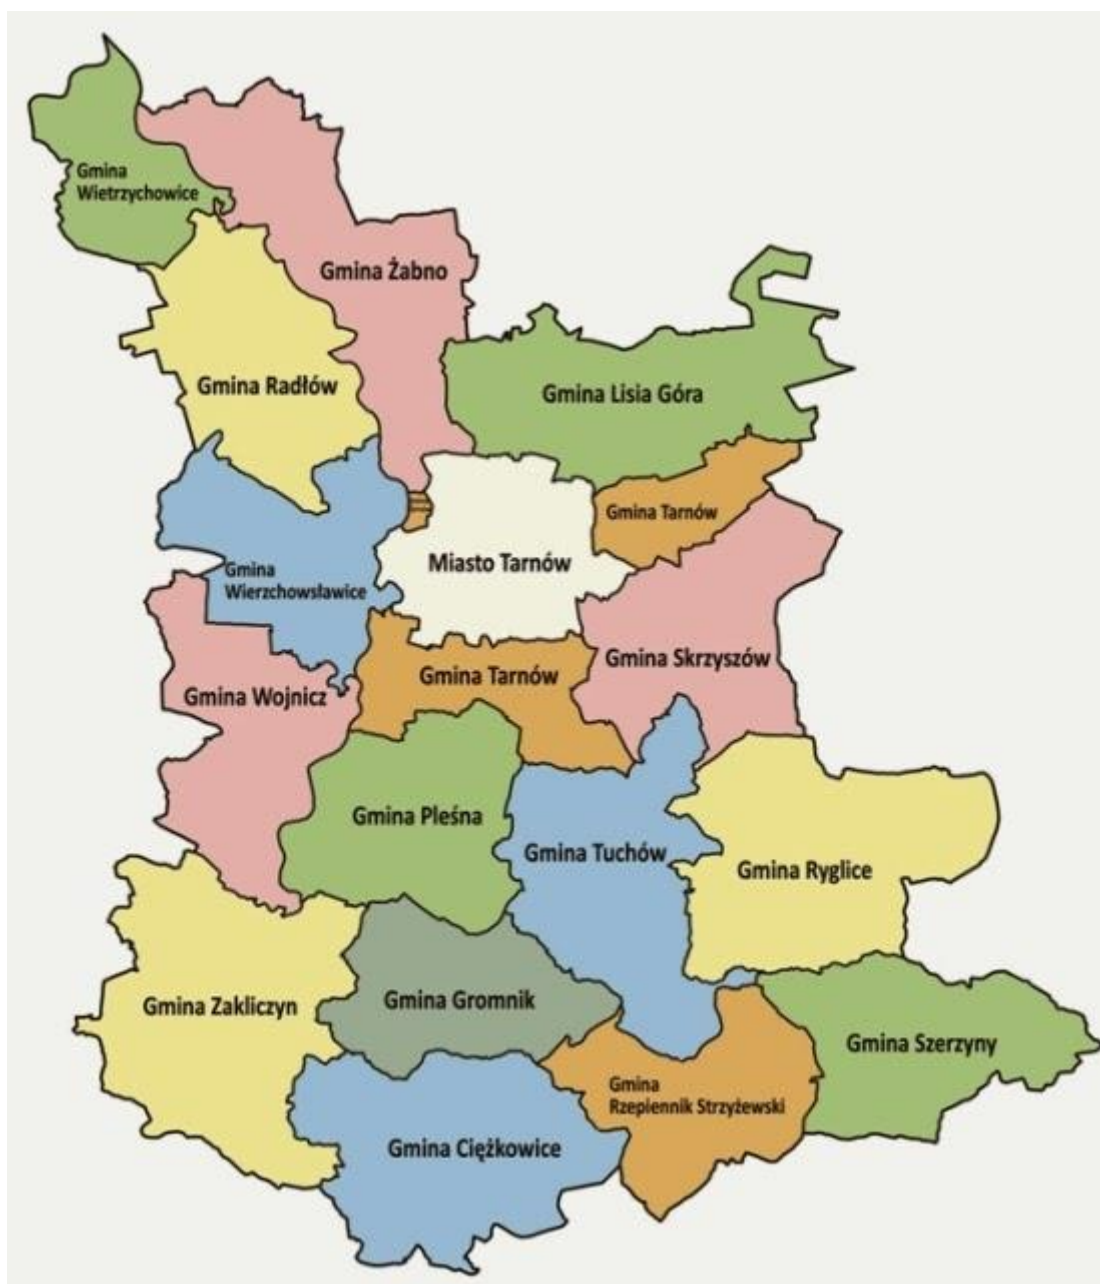 Gmina
Wietrzychowice
Gmina Żabno
Gmina Radłów
Gmina Lisia Góra
Gmina Tarnów
Miasto Tarnów
Gmina
Wierzchowsławice
Gmina Skrzyszów
Gmina Tarnów
Gmina Wojnicz
Gmina Pleśna
Gmina Tuchów
Gmina Ryglice
Gmina Zakliczyn
Gmina Gromnik
Gmina Szerzyny
Gmina
Rzepiennik Strzyżewski
Gmina Ciężkowice